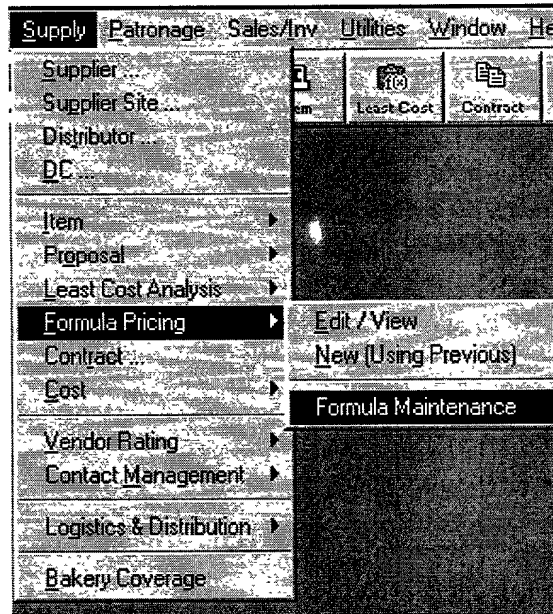 Supply Patronage Sales/Inv Utilities Window He
Supplier ...
Supplier Site ...
Distributor ...
DC ...
em Least Cost Contract
Item
Proposal
Least Cost Analysis
Formula Pricing
Contract ...
Cost
Edit / View
New (Using Previous)
Formula Maintenance
Vendor Rating
Contact Management
Logistics & Distribution
Bakery Coverage